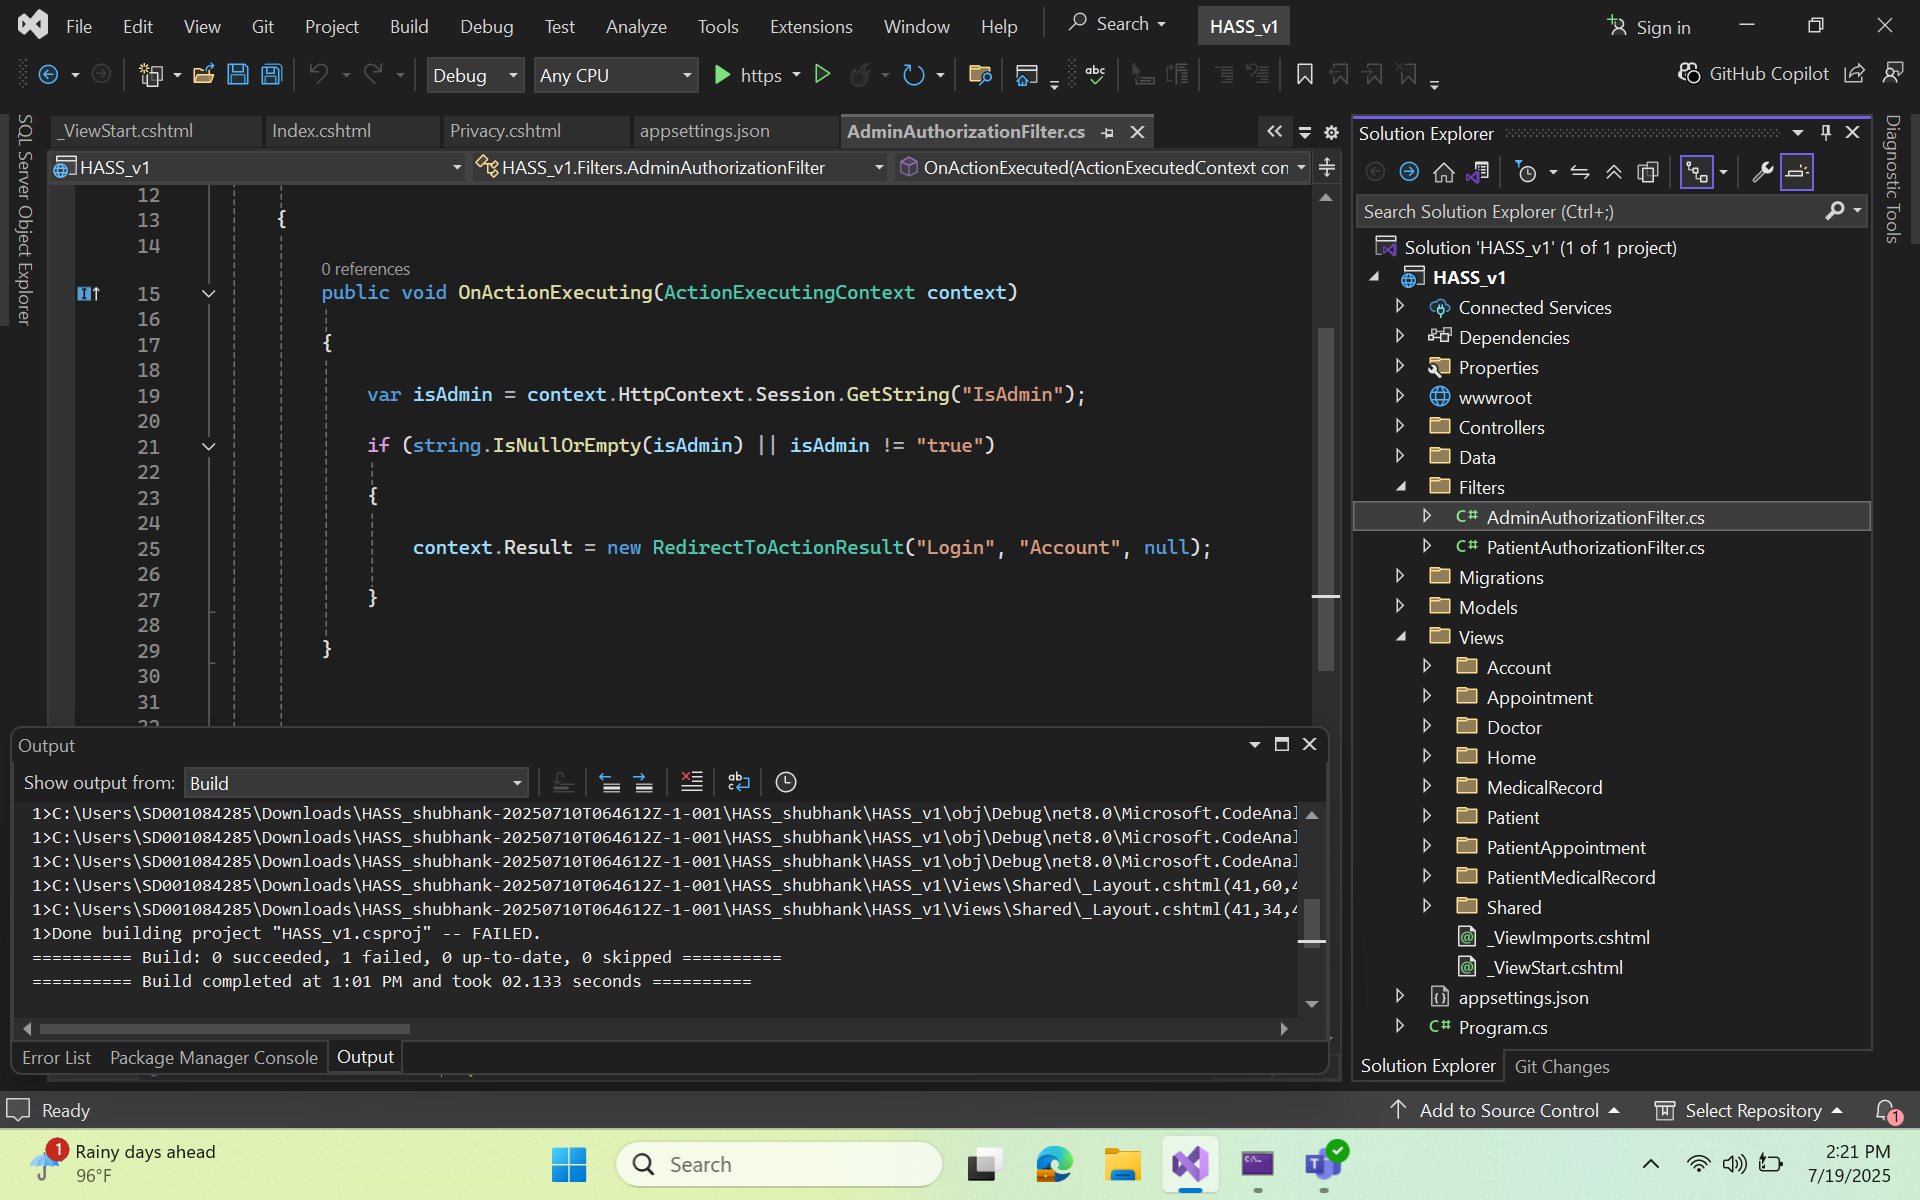 File Edit View Git Project Build Debug Test Analyze Tools Extensions Window Help Search HASS_v1 Sign in
Debug Any CPU https GitHub Copilot
SQL Server Object Explorer
_ViewStart.cshtml Index.cshtml Privacy.cshtml appsettings.json AdminAuthorizationFilter.cs
HASS_v1 HASS_v1.Filters.AdminAuthorizationFilter OnActionExecuted(ActionExecutedContext con
12
13 {
14
0 references
15 public void OnActionExecuting(ActionExecutingContext context)
16
17 {
18
19 var isAdmin = context.HttpContext.Session.GetString("IsAdmin");
20
21 if (string.IsNullOrEmpty(isAdmin) || isAdmin != "true")
22
23 {
24
25 context.Result = new RedirectToActionResult("Login", "Account", null);
26
27 }
28
29 }
30
31
Output
Show output from: Build
1>C:\Users\SD001084285\Downloads\HASS_shubhank-20250710T064612Z-1-001\HASS_shubhank\HASS_v1\obj\Debug\net8.0\Microsoft.CodeAnal
1>C:\Users\SD001084285\Downloads\HASS_shubhank-20250710T064612Z-1-001\HASS_shubhank\HASS_v1\obj\Debug\net8.0\Microsoft.CodeAnal
1>C:\Users\SD001084285\Downloads\HASS_shubhank-20250710T064612Z-1-001\HASS_shubhank\HASS_v1\obj\Debug\net8.0\Microsoft.CodeAnal
1>C:\Users\SD001084285\Downloads\HASS_shubhank-20250710T064612Z-1-001\HASS_shubhank\HASS_v1\Views\Shared\_Layout.cshtml(41,60,4
1>C:\Users\SD001084285\Downloads\HASS_shubhank-20250710T064612Z-1-001\HASS_shubhank\HASS_v1\Views\Shared\_Layout.cshtml(41,34,4
1>Done building project "HASS_v1.csproj" -- FAILED.
========== Build: 0 succeeded, 1 failed, 0 up-to-date, 0 skipped ==========
========== Build completed at 1:01 PM and took 02.133 seconds ==========
Error List Package Manager Console Output
Solution Explorer
Search Solution Explorer (Ctrl+;)
Solution 'HASS_v1' (1 of 1 project)
HASS_v1
Connected Services
Dependencies
Properties
wwwroot
Controllers
Data
Filters
C# AdminAuthorizationFilter.cs
C# PatientAuthorizationFilter.cs
Migrations
Models
Views
Account
Appointment
Doctor
Home
MedicalRecord
Patient
PatientAppointment
PatientMedicalRecord
Shared
_ViewImports.cshtml
_ViewStart.cshtml
appsettings.json
C# Program.cs
Solution Explorer Git Changes
Diagnostic Tools
Ready Add to Source Control Select Repository 1
1 Rainy days ahead
96°F
Search
2:21 PM
7/19/2025